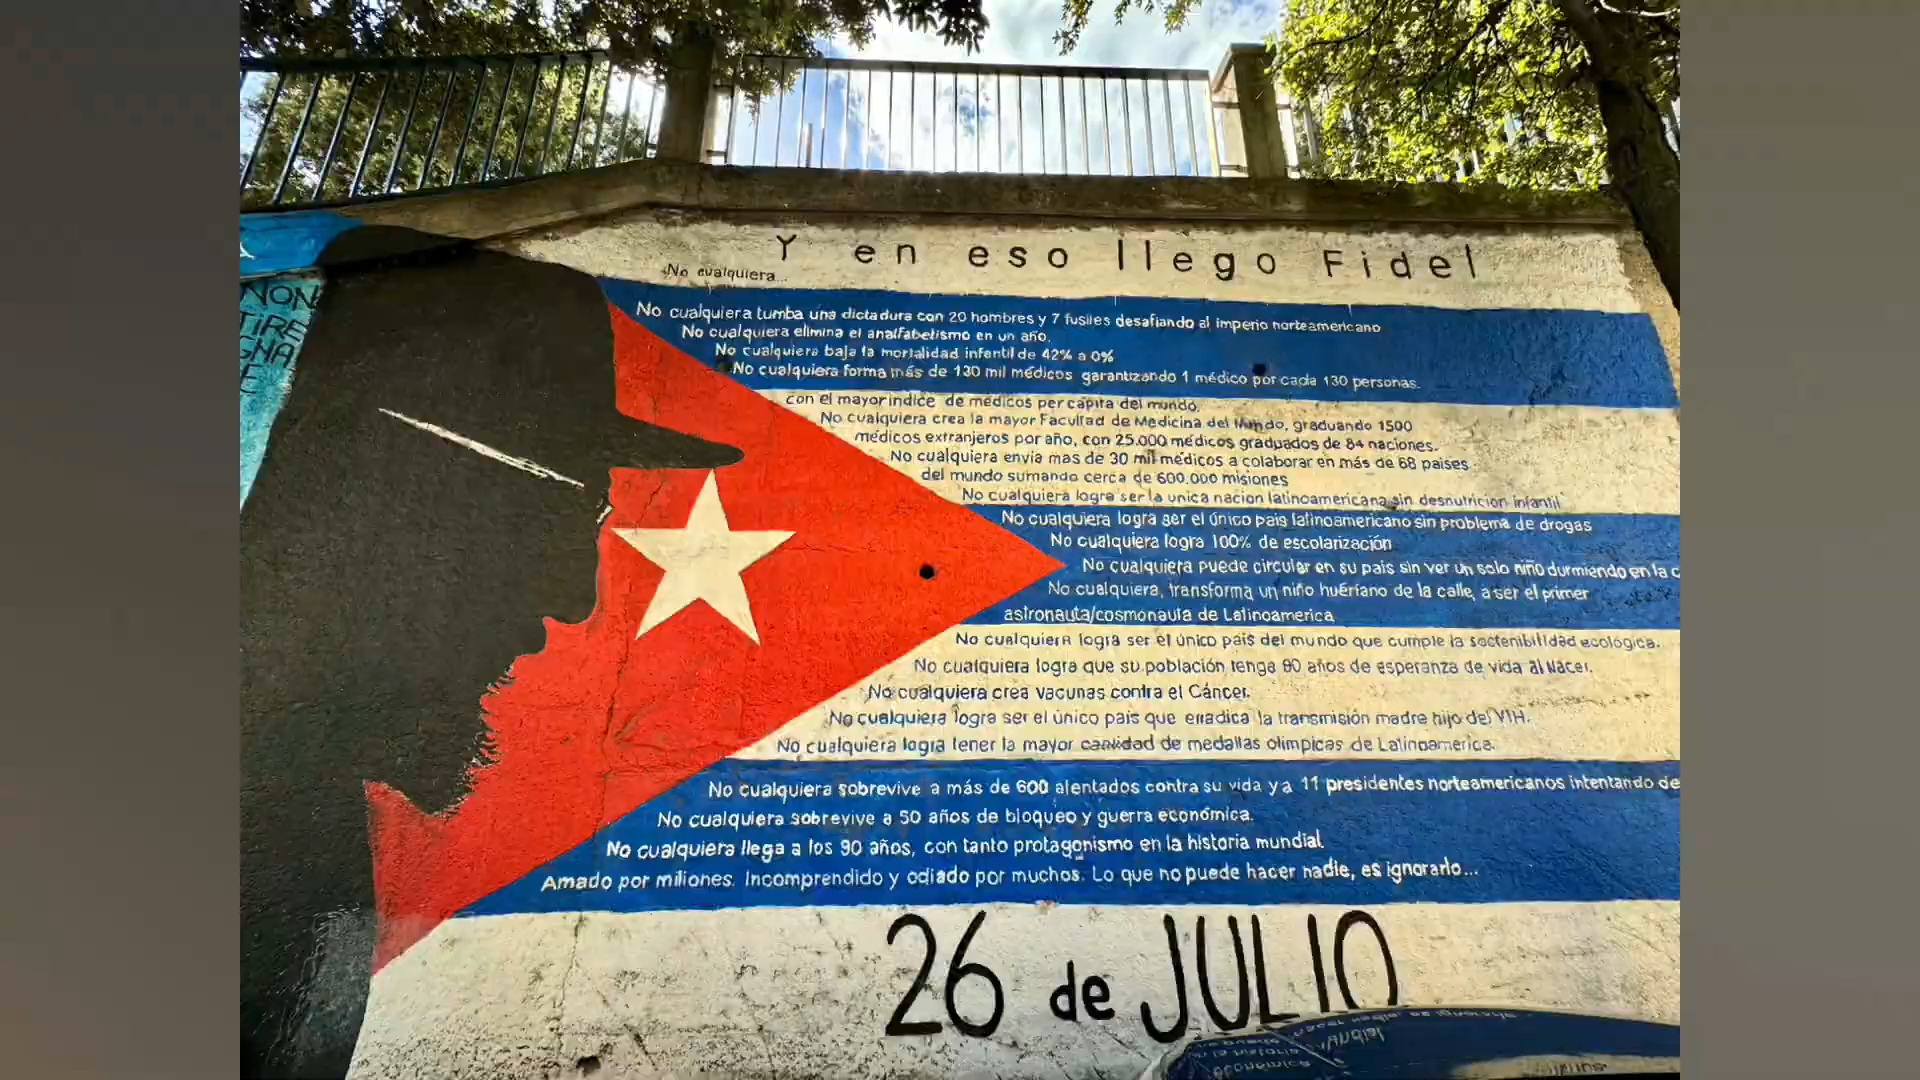 Y en eso llego Fidel
No cualquiera...
No cualquiera tumba una dictadura con 20 hombres y 7 fusiles desafiando al imperio norteamericano
No cualquiera elimina el analfabetismo en un año.
No cualquiera baja la mortalidad infantil de 42% a 0%
No cualquiera forma más de 130 mil médicos garantizando 1 médico por cada 130 personas.
con el mayor indice de médicos per capita del mundo.
No cualquiera crea la mayor Facultad de Medicina del Mundo, graduando 1500
médicos extranjeros por año, con 25.000 médicos graduados de 84 naciones.
No cualquiera envia mas de 30 mil médicos a colaborar en más de 68 paises
del mundo sumando cerca de 600.000 misiones
No cualquiera logra ser la unica nacion latinoamericana sin desnutricion infantil
No cualquiera logra ser el único pais latinoamericano sin problema de drogas
No cualquiera logra 100% de escolarización
No cualquiera puede circular en su pais sin ver un solo niño durmiendo en la c
No cualquiera, transforma un niño huérfano de la calle, a ser el primer
astronauta/cosmonauta de Latinoamerica
No cualquiera logra ser el único pais del mundo que cumple la sostenibilidad ecológica.
No cualquiera logra que su población tenga 80 años de esperanza de vida al Nacer.
No cualquiera crea vacunas contra el Cáncer.
No cualquiera logra ser el único pais que erradica la transmisión madre hijo del VIH.
No cualquiera logra tener la mayor cantidad de medallas olimpicas de Latinoamerica.
No cualquiera sobrevive a más de 600 atentados contra su vida y a 11 presidentes norteamericanos intentando de
No cualquiera sobrevive a 50 años de bloqueo y guerra económica.
No cualquiera llega a los 90 años, con tanto protagonismo en la historia mundial.
Amado por millones. Incomprendido y odiado por muchos. Lo que no puede hacer nadie, es ignorarlo...
26 de JULIO
NON
TIRE
GNA